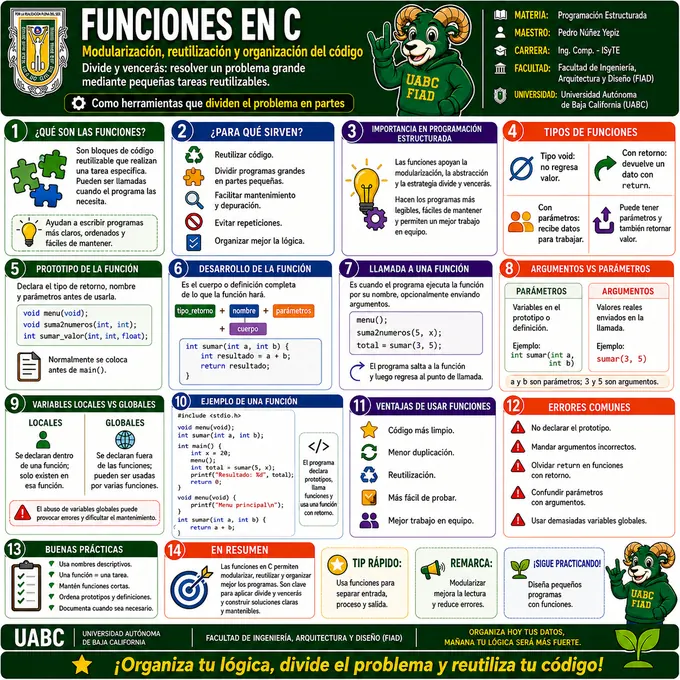 POR LA REALIZACIÓN PLENA DEL SER
FUNCIONES EN C
Modularización, reutilización y organización del código
Divide y vencerás: resolver un problema grande
mediante pequeñas tareas reutilizables.
Como herramientas que dividen el problema en partes
UABC
FIAD
MATERIA: Programación Estructurada
MAESTRO: Pedro Núñez Yepiz
CARRERA: Ing. Comp. - ISyTE
FACULTAD: Facultad de Ingeniería,
Arquitectura y Diseño (FIAD)
UNIVERSIDAD: Universidad Autónoma
de Baja California (UABC)
1 ¿QUÉ SON LAS FUNCIONES?
Son bloques de código
reutilizable que realizan
una tarea específica.
Pueden ser llamadas
cuando el programa las
necesita.
Ayudan a escribir programas
más claros, ordenados y
fáciles de mantener.
2 ¿PARA QUÉ SIRVEN?
Reutilizar código.
Dividir programas grandes
en partes pequeñas.
Facilitar mantenimiento
y depuración.
Evitar repeticiones.
Organizar mejor la lógica.
3 IMPORTANCIA EN PROGRAMACIÓN
ESTRUCTURADA
Las funciones apoyan la
modularización, la abstracción
y la estrategia divide y vencerás.
Hacen los programas más
legibles, fáciles de mantener
y permiten un mejor trabajo
en equipo.
4 TIPOS DE FUNCIONES
Tipo void:
no regresa
valor.
Con retorno:
devuelve un
dato con
return.
Con
parámetros:
recibe datos
para trabajar.
Puede tener
parámetros y
también retornar
valor.
5 PROTOTIPO DE LA FUNCIÓN
Declara el tipo de retorno, nombre
y parámetros antes de usarla.
void menu(void);
void suma2numeros(int, int);
int sumar_valor(int, int,float);
Normalmente se coloca
antes de main().
6 DESARROLLO DE LA FUNCIÓN
Es el cuerpo o definición completa
de lo que la función hará.
tipo_retorno + nombre + parámetros
+ cuerpo
int sumar(int a, int b) {
int resultado = a + b;
return resultado;
}
7 LLAMADA A UNA FUNCIÓN
Es cuando el programa ejecuta la función
por su nombre, opcionalmente enviando
argumentos.
menu();
suma2numeros(5, x);
total = sumar(3, 5);
El programa salta a la función
y luego regresa al punto de llamada.
8 ARGUMENTOS VS PARÁMETROS
PARÁMETROS
Variables en el
prototipo o
definición.
Ejemplo:
int sumar(int a,
int b)
ARGUMENTOS
Valores reales
enviados en la
llamada.
Ejemplo:
sumar(3, 5)
a y b son parámetros; 3 y 5 son argumentos.
9 VARIABLES LOCALES VS GLOBALES
LOCALES
Se declaran dentro
de una función;
solo existen en
esa función.
GLOBALES
Se declaran fuera
de las funciones;
pueden ser usadas
por varias funciones.
El abuso de variables globales puede
provocar errores y dificultar el mantenimiento.
10 EJEMPLO DE UNA FUNCIÓN
#include <stdio.h>
void menu(void);
int sumar(int a, int b);
int main() {
int x = 20;
menu();
int total = sumar(5, x);
printf("Resultado: %d", total);
return 0;
}
void menu(void) {
printf("Menu principal\n");
}
int sumar(int a, int b) {
return a + b;
}
</>
El programa
declara
prototipos,
llama
funciones y
usa una función
con retorno.
11 VENTAJAS DE USAR FUNCIONES
Código más limpio.
Menor duplicación.
Reutilización.
Más fácil de probar.
Mejor trabajo en equipo.
12 ERRORES COMUNES
No declarar el prototipo.
Mandar argumentos incorrectos.
Olvidar return en funciones
con retorno.
Confundir parámetros
con argumentos.
Usar demasiadas variables globales.
13 BUENAS PRÁCTICAS
Usa nombres descriptivos.
Una función = una tarea.
Mantén funciones cortas.
Ordena prototipos y definiciones.
Documenta cuando sea necesario.
14 EN RESUMEN
Las funciones en C permiten
modularizar, reutilizar y organizar
mejor los programas. Son clave
para aplicar divide y vencerás
y construir soluciones claras y
mantenibles.
TIP RÁPIDO:
Usa funciones
para separar
entrada,
proceso y salida.
REMARCA:
Modularizar
mejora la lectura
y reduce errores.
¡SIGUE PRACTICANDO!
Diseña pequeños
programas
con funciones.
UABC
FIAD
UABC
UNIVERSIDAD AUTÓNOMA
DE BAJA CALIFORNIA
FACULTAD DE INGENIERÍA, ARQUITECTURA Y DISEÑO (FIAD)
ORGANIZA HOY TUS DATOS,
MAÑANA TU LÓGICA SERÁ MÁS FUERTE.
¡Organiza tu lógica, divide el problema y reutiliza tu código!